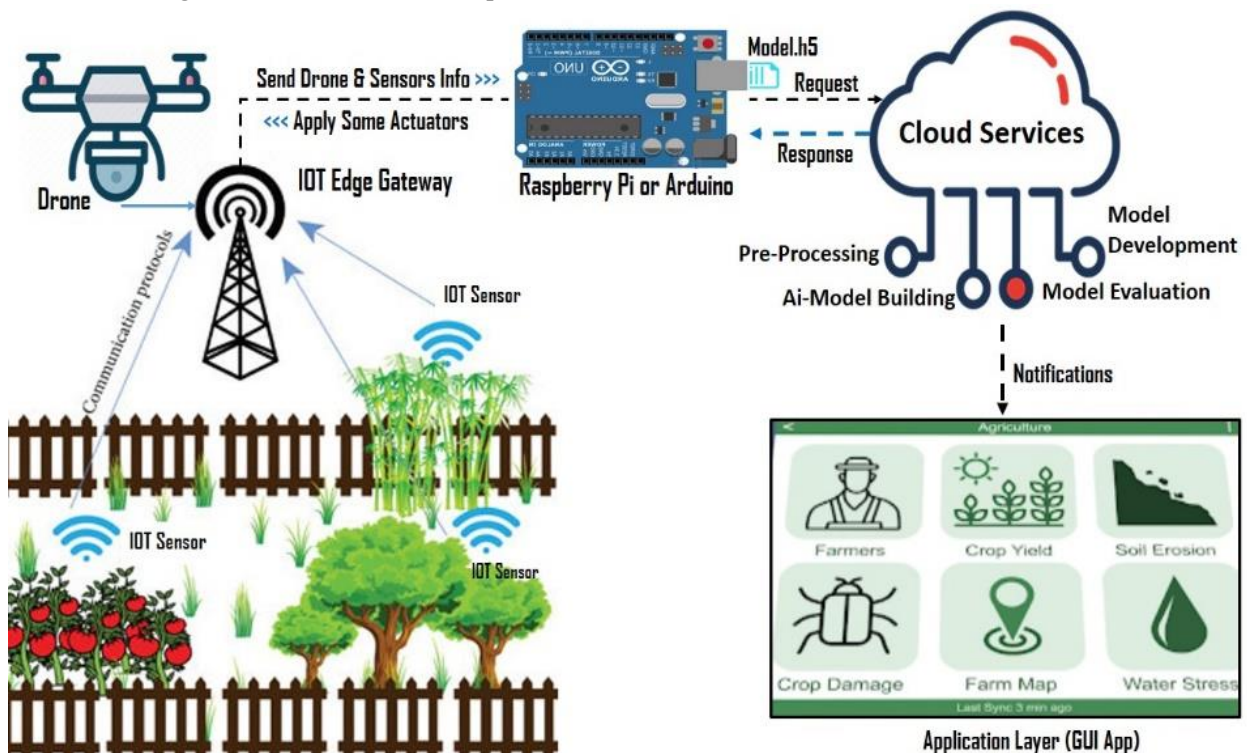 Send Drone & Sensors Info >>>
<<< Apply Some Actuators
Drone
IOT Edge Gateway
Communication protocols
IOT Sensor
IOT Sensor
IOT Sensor
UNO
ARDUINO
Raspberry Pi or Arduino
Model.h5
Request
Response
Cloud Services
Pre-Processing
Ai-Model Building
Model Evaluation
Model
Development
Notifications
Agriculture
Farmers
Crop Yield
Soil Erosion
Crop Damage
Farm Map
Water Stress
Last Sync 3 min ago
Application Layer (GUI App)